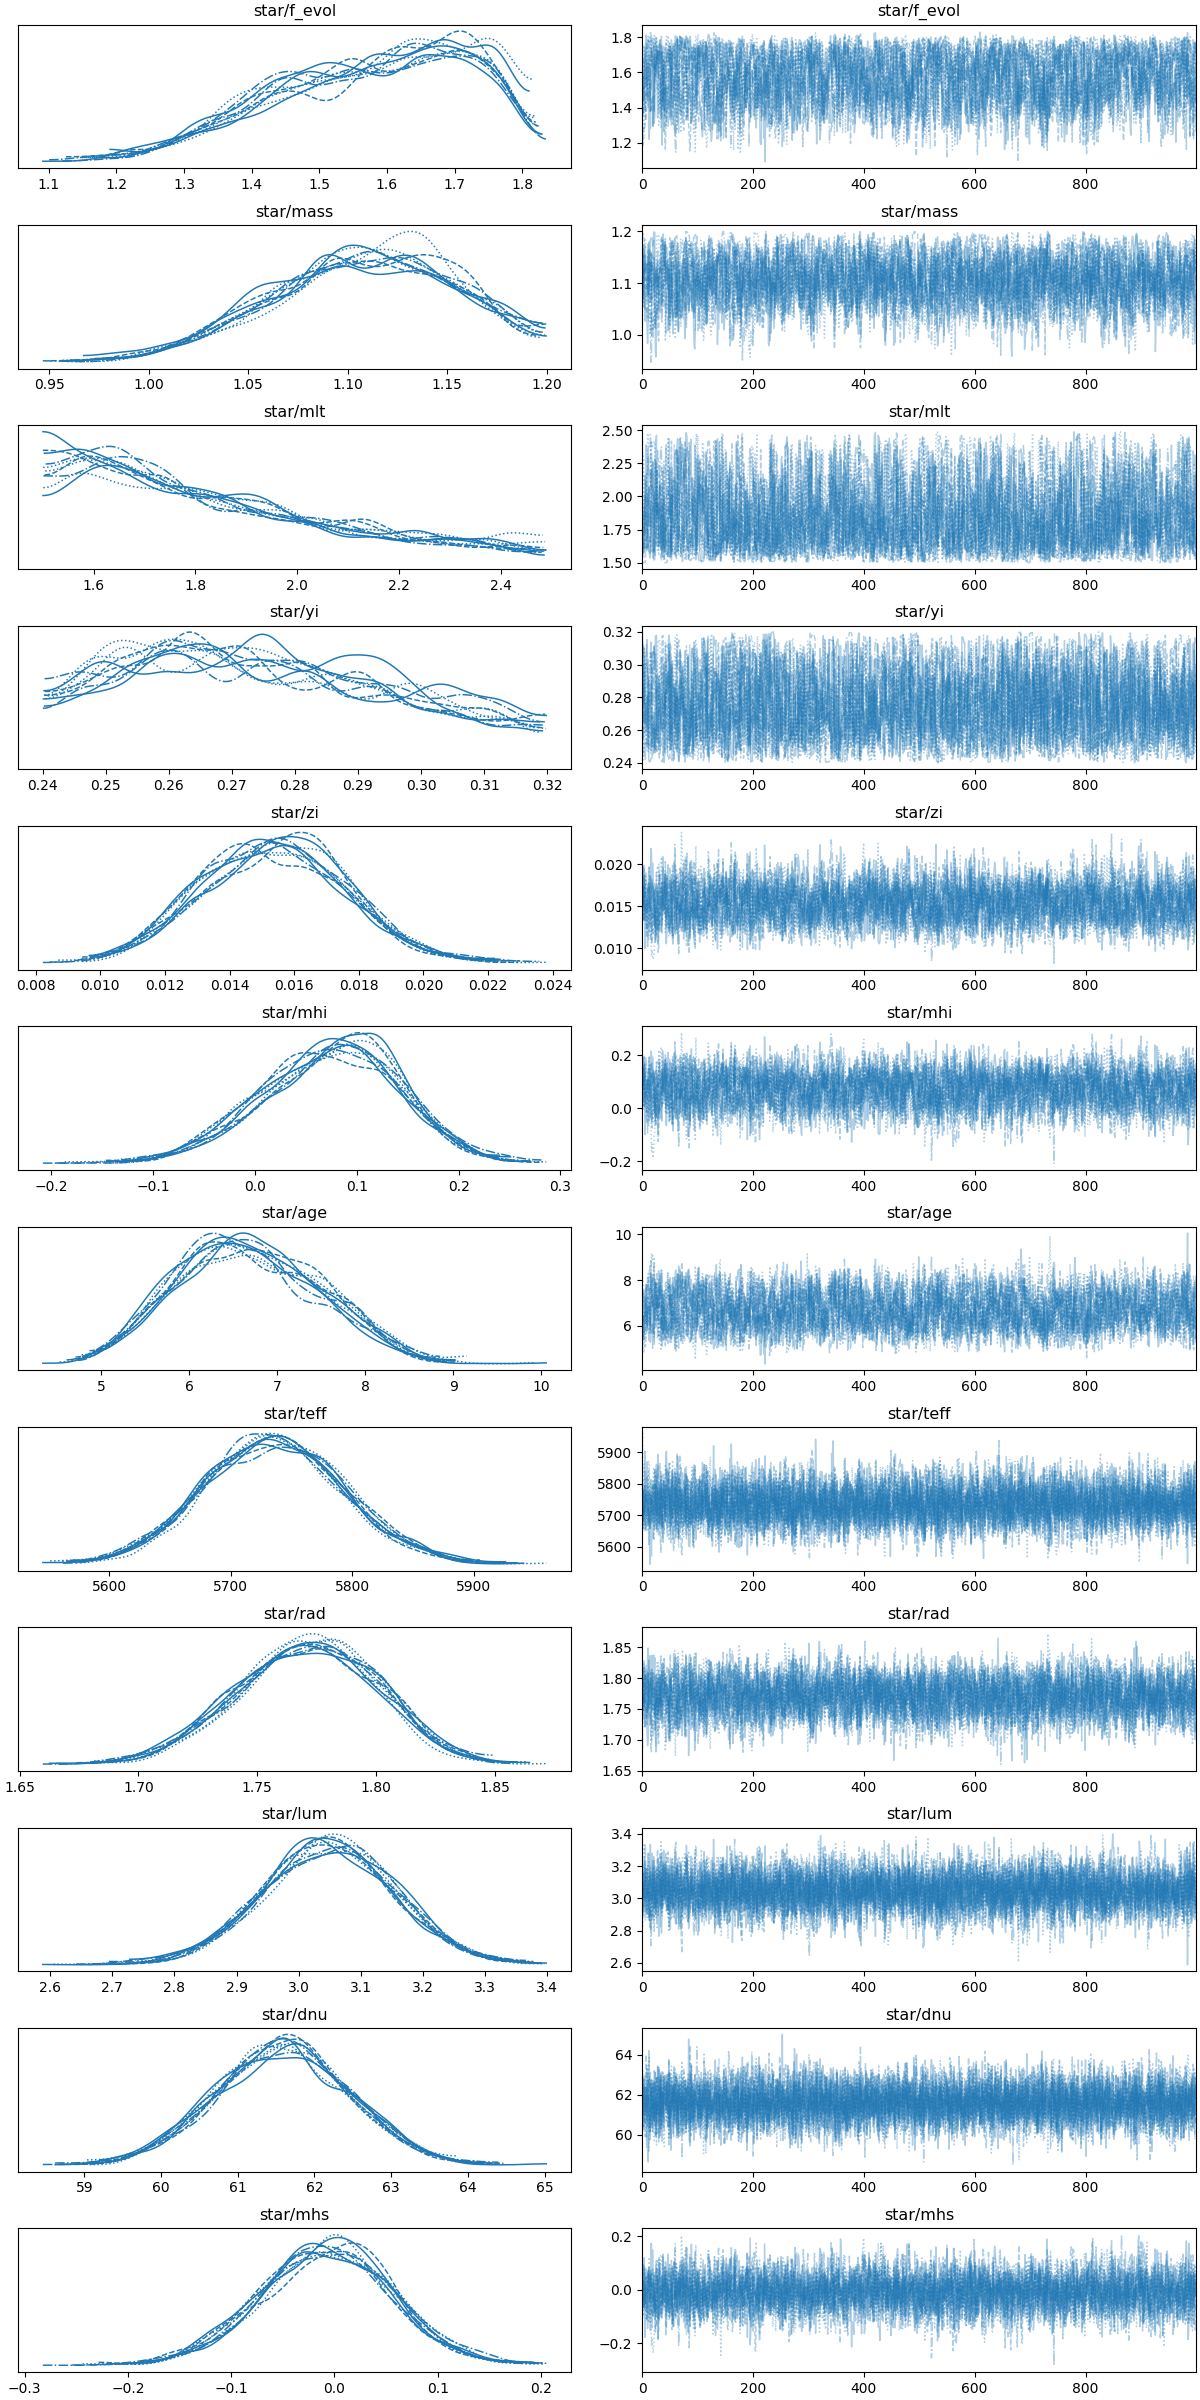 star/f_evol star/f_evol
1.8
1.6
1.4
1.2
1.1 1.2 1.3 1.4 1.5 1.6 1.7 1.8 0 200 400 600 800
star/mass star/mass
1.2
1.1
1.0
0.95 1.00 1.05 1.10 1.15 1.20 0 200 400 600 800
star/mlt star/mlt
2.50
2.25
2.00
1.75
1.50
1.6 1.8 2.0 2.2 2.4 0 200 400 600 800
star/yi star/yi
0.32
0.30
0.28
0.26
0.24
0.24 0.25 0.26 0.27 0.28 0.29 0.30 0.31 0.32 0 200 400 600 800
star/zi star/zi
0.020
0.015
0.010
0.008 0.010 0.012 0.014 0.016 0.018 0.020 0.022 0.024 0 200 400 600 800
star/mhi star/mhi
0.2
0.0
−0.2
−0.2 −0.1 0.0 0.1 0.2 0.3 0 200 400 600 800
star/age star/age
10
8
6
5 6 7 8 9 10 0 200 400 600 800
star/teff star/teff
5900
5800
5700
5600
5600 5700 5800 5900 0 200 400 600 800
star/rad star/rad
1.85
1.80
1.75
1.70
1.65
1.65 1.70 1.75 1.80 1.85 0 200 400 600 800
star/lum star/lum
3.4
3.2
3.0
2.8
2.6
2.6 2.7 2.8 2.9 3.0 3.1 3.2 3.3 3.4 0 200 400 600 800
star/dnu star/dnu
64
62
60
59 60 61 62 63 64 65 0 200 400 600 800
star/mhs star/mhs
0.2
0.0
−0.2
−0.3 −0.2 −0.1 0.0 0.1 0.2 0 200 400 600 800